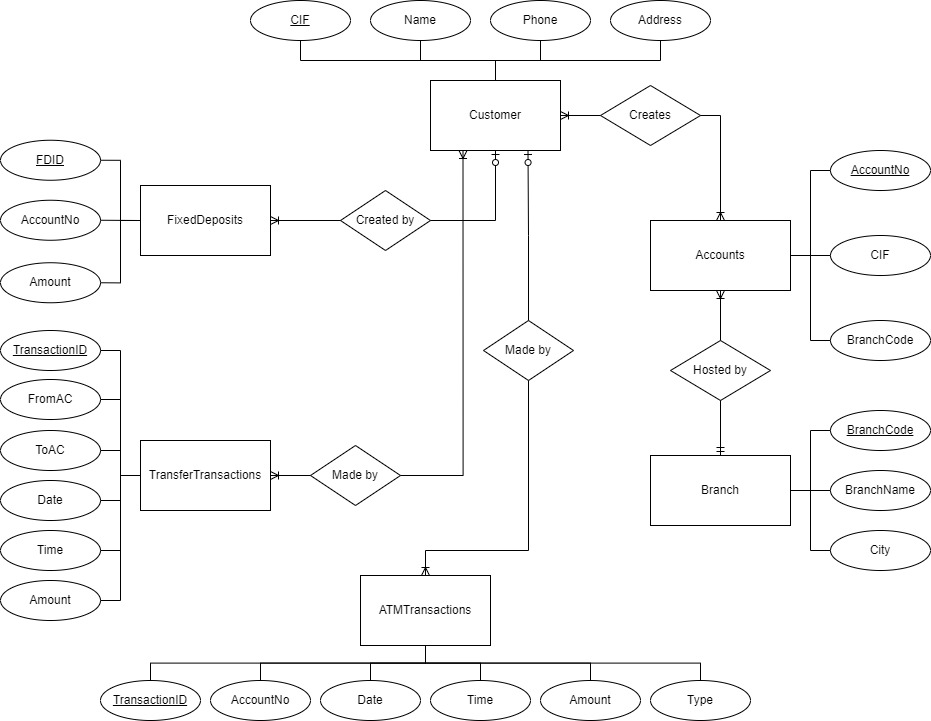 CIF
Name
Phone
Address
Customer
Creates
FDID
AccountNo
Amount
FixedDeposits
Created by
Accounts
AccountNo
CIF
BranchCode
TransactionID
FromAC
ToAC
Date
Time
Amount
TransferTransactions
Made by
Made by
Hosted by
Branch
BranchCode
BranchName
City
ATMTransactions
TransactionID
AccountNo
Date
Time
Amount
Type